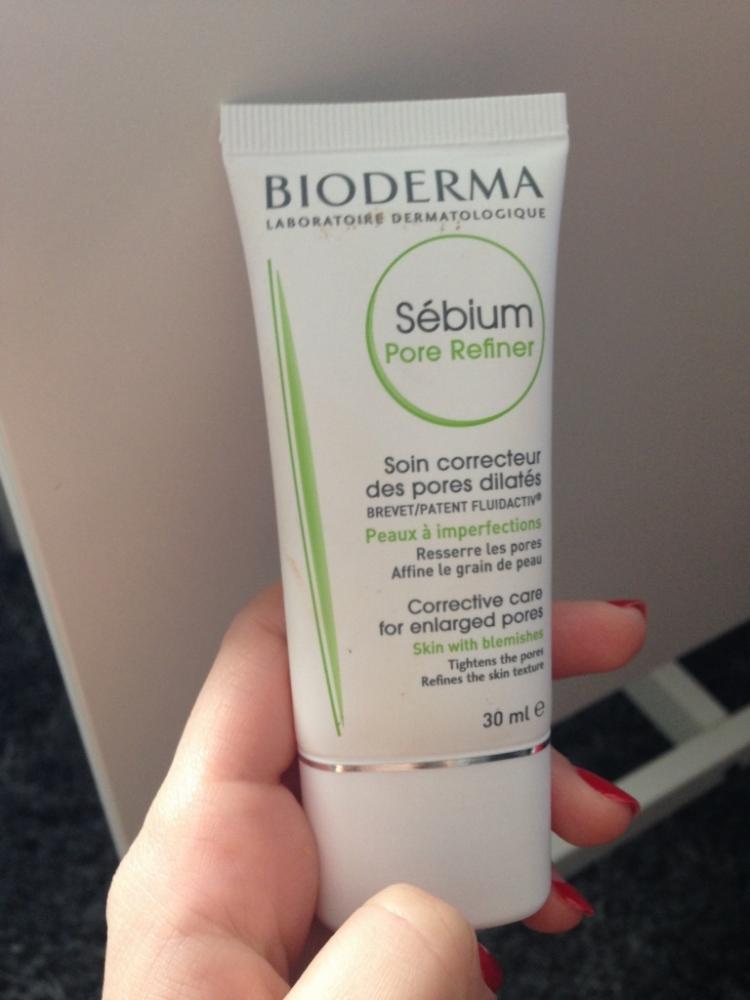 BIODERMA
LABORATOIRE DERMATOLOGIQUE
Sébium
Pore Refiner
Soin correcteur
des pores dilatés
BREVET/PATENT FLUIDACTIV®
Peaux à imperfections
Resserre les pores
Affine le grain de peau
Corrective care
for enlarged pores
Skin with blemishes
Tightens the pores
Refines the skin texture
30 ml ℮